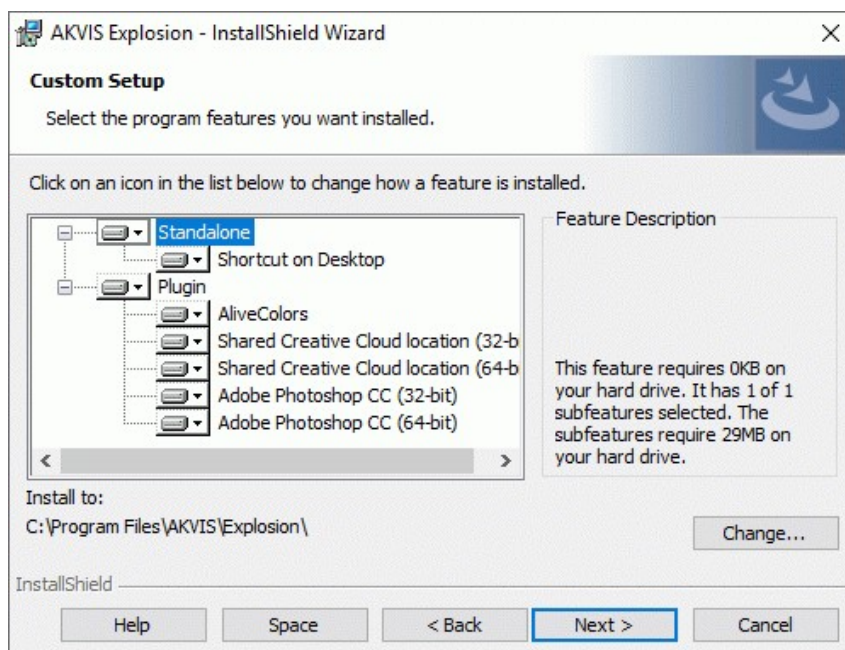 AKVIS Explosion - InstallShield Wizard
Custom Setup
Select the program features you want installed.
Click on an icon in the list below to change how a feature is installed.
Standalone
Shortcut on Desktop
Plugin
AliveColors
Shared Creative Cloud location (32-b
Shared Creative Cloud location (64-b
Adobe Photoshop CC (32-bit)
Adobe Photoshop CC (64-bit)
Feature Description
This feature requires 0KB on
your hard drive. It has 1 of 1
subfeatures selected. The
subfeatures require 29MB on
your hard drive.
Install to:
C:\Program Files\AKVIS\Explosion\
Change...
InstallShield
Help
Space
< Back
Next >
Cancel